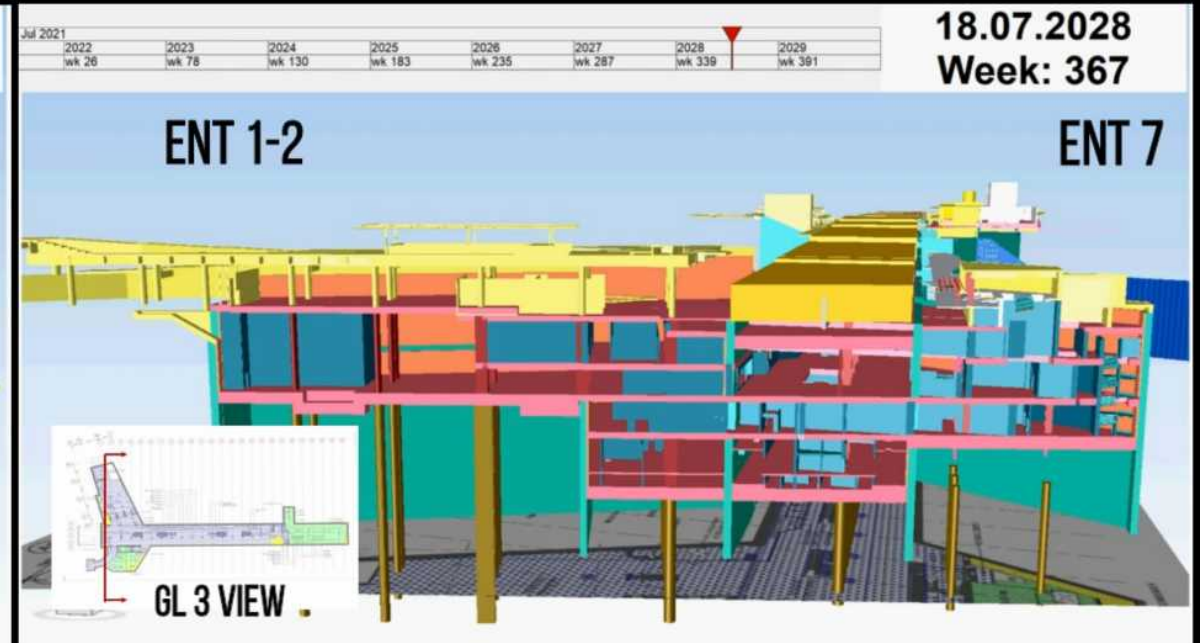 Jul 2021
2022 2023 2024 2025 2026 2027 2028 2029
wk 26 wk 78 wk 130 wk 183 wk 235 wk 287 wk 339 wk 391
18.07.2028
Week: 367
ENT 1-2
ENT 7
GL 3 VIEW